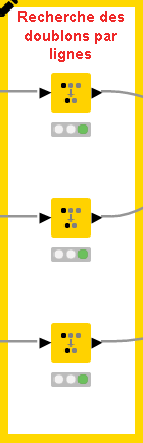 Recherche des
doublons par
lignes